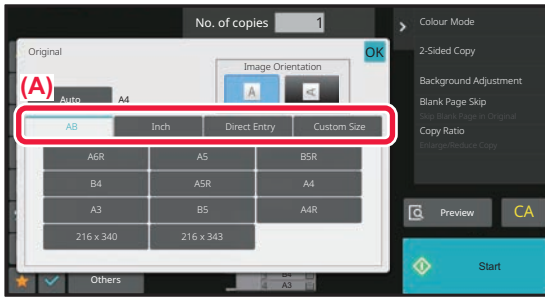 No. of copies 1
Original
OK
Image Orientation
A
A
(A)
Auto A4
AB Inch Direct Entry Custom Size
A6R A5 B5R
B4 A5R A4
A3 B5 A4R
216 x 340 216 x 343
Others
B4
4 A3
Colour Mode
2-Sided Copy
Background Adjustment
Blank Page Skip
Skip Blank Page in Original
Copy Ratio
Enlarge/Reduce Copy
Preview CA
Start